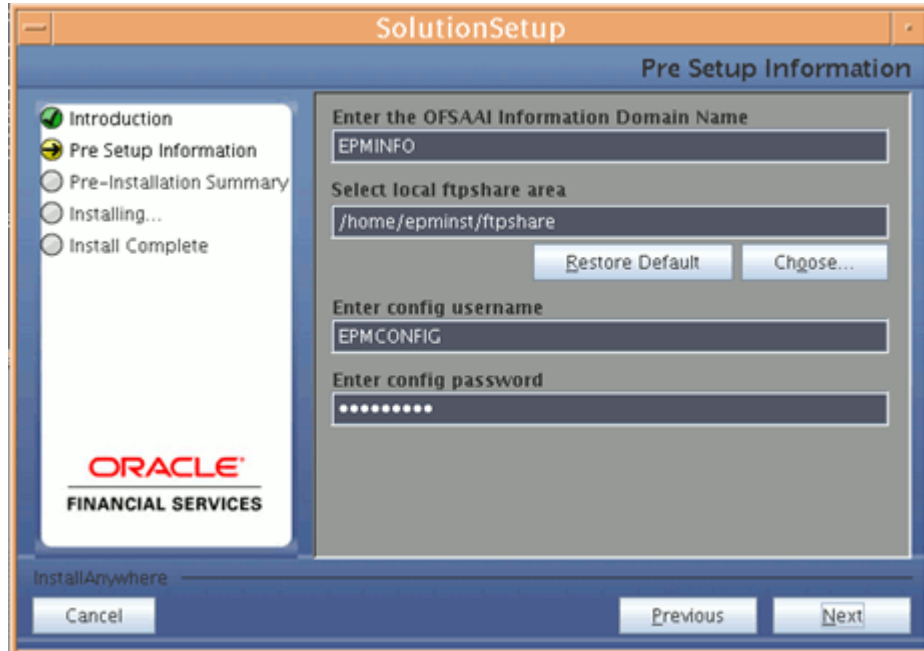 SolutionSetup
Pre Setup Information
Introduction
Pre Setup Information
Pre-Installation Summary
Installing...
Install Complete
ORACLE
FINANCIAL SERVICES
Enter the OFSAAI Information Domain Name
EPMINFO
Select local ftpshare area
/home/epminst/ftpshare
Restore Default
Choose...
Enter config username
EPMCONFIG
Enter config password
•••••••••
InstallAnywhere
Cancel
Previous
Next